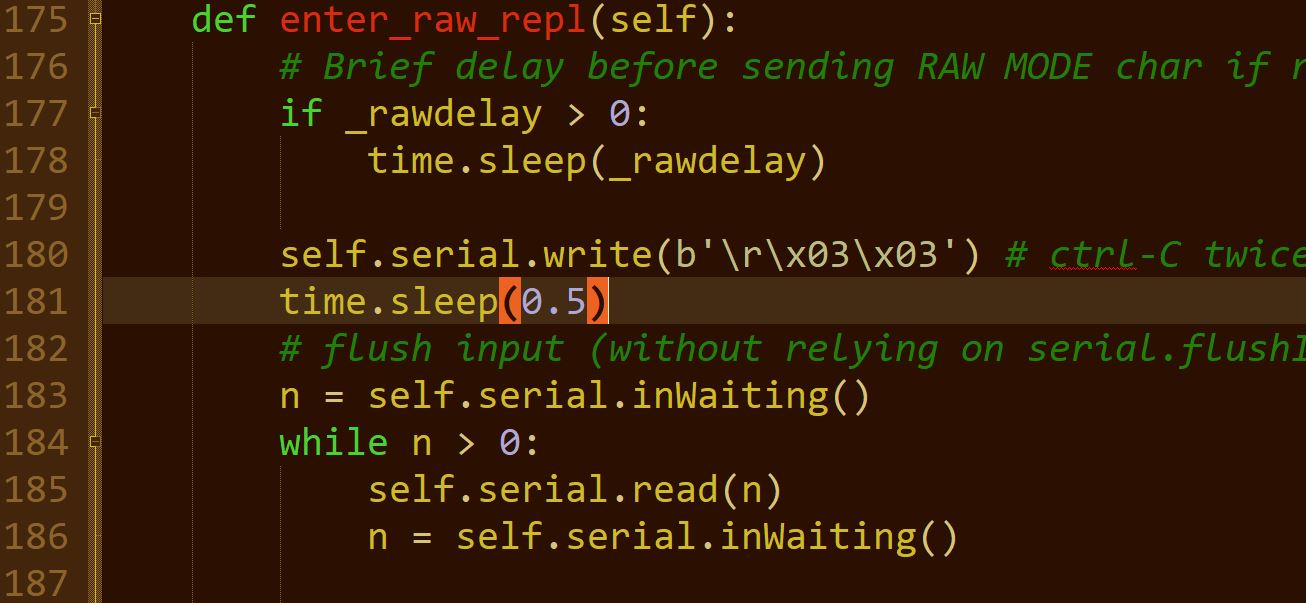 175 def enter_raw_repl(self):
176 # Brief delay before sending RAW MODE char if
177 if _rawdelay > 0:
178 time.sleep(_rawdelay)
179
180 self.serial.write(b'\r\x03\x03') # ctrl-C twice
181 time.sleep(0.5)
182 # flush input (without relying on serial.flushI
183 n = self.serial.inWaiting()
184 while n > 0:
185 self.serial.read(n)
186 n = self.serial.inWaiting()
187